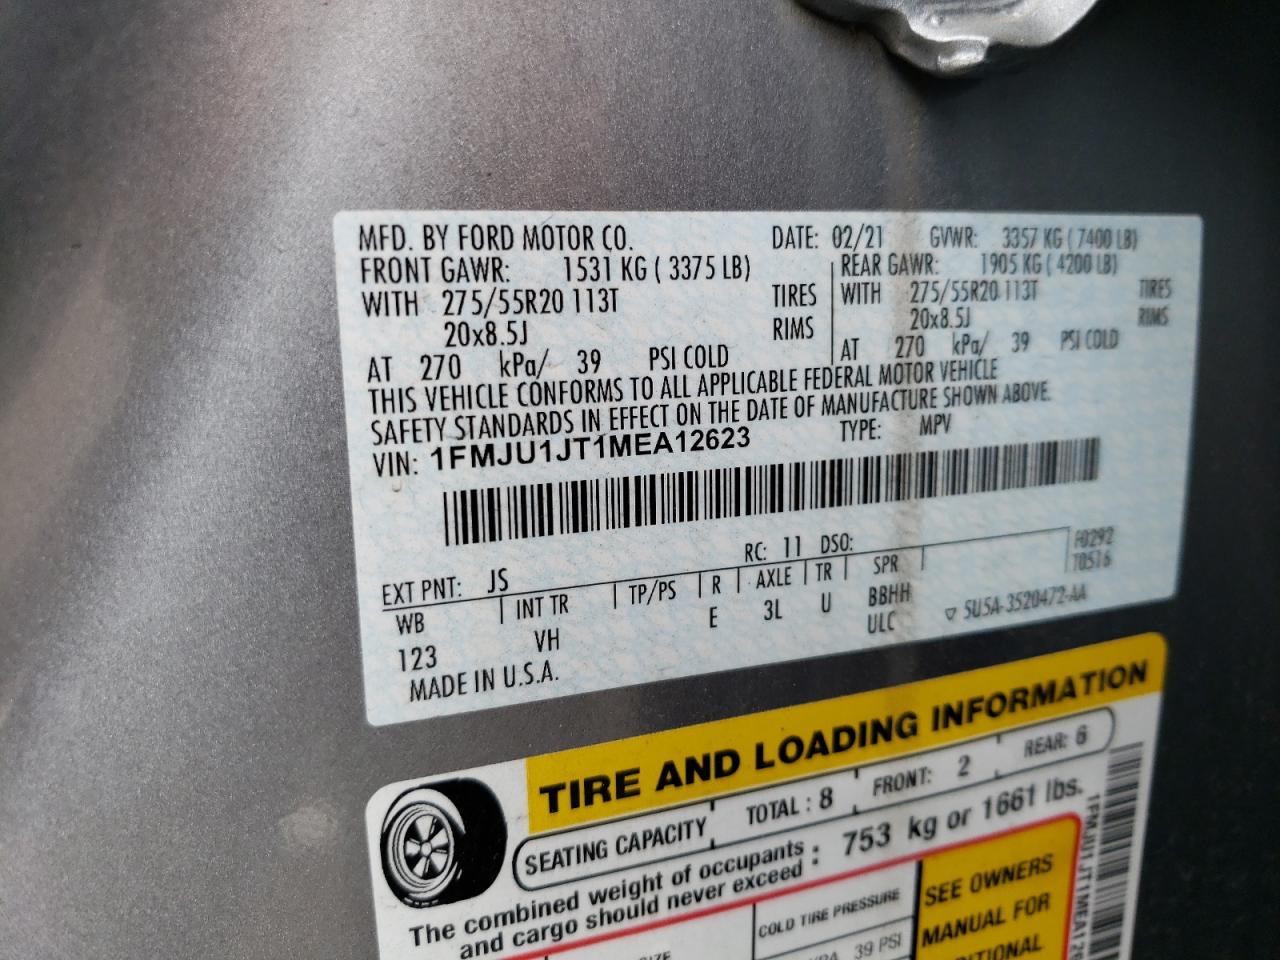 MFD. BY FORD MOTOR CO. DATE: 02/21 GVWR: 3357 KG ( 7400 LB)
FRONT GAWR: 1531 KG ( 3375 LB) REAR GAWR: 1905 KG ( 4200 LB)
WITH 275/55R20 113T TIRES WITH 275/55R20 113T TIRES
20x8.5J RIMS 20x8.5J RIMS
AT 270 kPa/ 39 PSI COLD AT 270 kPa/ 39 PSI COLD
THIS VEHICLE CONFORMS TO ALL APPLICABLE FEDERAL MOTOR VEHICLE
SAFETY STANDARDS IN EFFECT ON THE DATE OF MANUFACTURE SHOWN ABOVE.
VIN: 1FMJU1JT1MEA12623 TYPE: MPV
RC: 11 DSO:
EXT PNT: JS F0292
WB INT TR TP/PS R AXLE TR SPR T0516
123 VH E 3L U BBHH
ULC 5U5A-3520472-AA
MADE IN U.S.A.
TIRE AND LOADING INFORMATION
SEATING CAPACITY TOTAL : 8 FRONT: 2 REAR: 6
The combined weight of occupants
and cargo should never exceed : 753 kg or 1661 lbs.
COLD TIRE PRESSURE
39 PSI
SEE OWNERS
MANUAL FOR